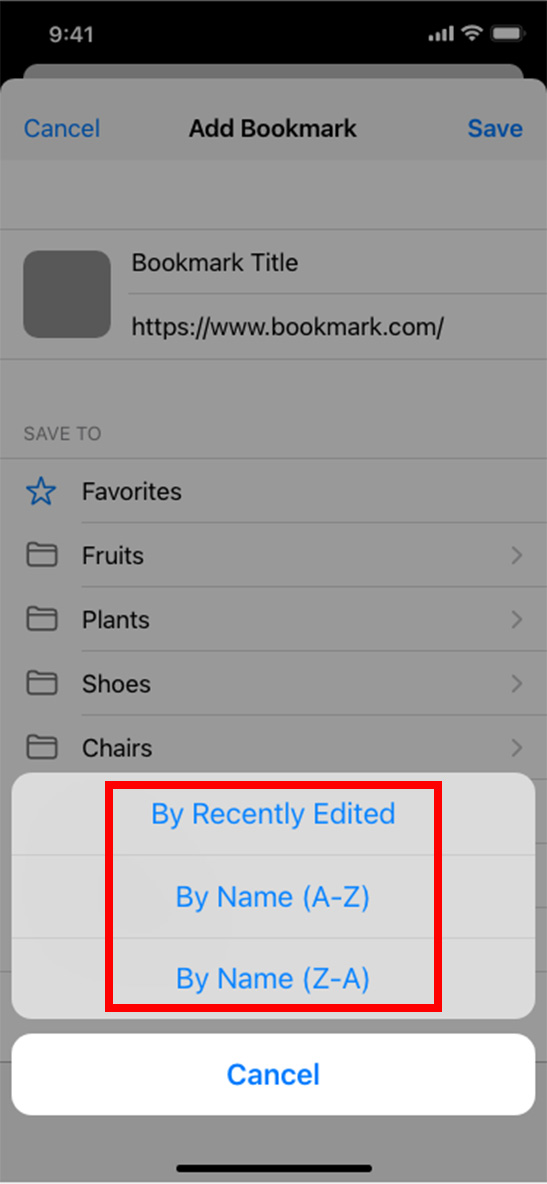 9:41
Cancel Add Bookmark Save
Bookmark Title
https://www.bookmark.com/
SAVE TO
Favorites
Fruits
Plants
Shoes
Chairs
By Recently Edited
By Name (A-Z)
By Name (Z-A)
Cancel